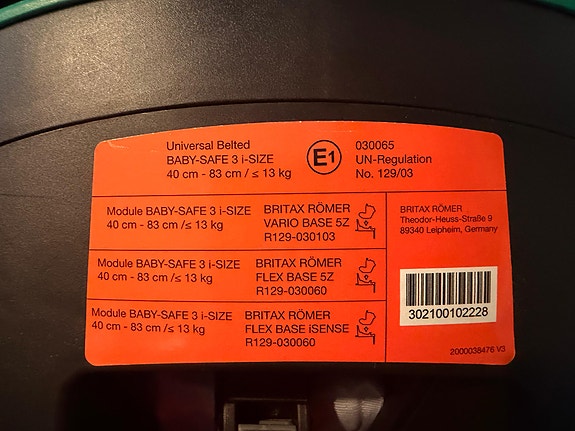 Universal Belted
BABY-SAFE 3 i-SIZE
40 cm - 83 cm / ≤ 13 kg
E1
030065
UN-Regulation
No. 129/03
Module BABY-SAFE 3 i-SIZE
40 cm - 83 cm /≤ 13 kg
BRITAX RÖMER
VARIO BASE 5Z
R129-030103
Module BABY-SAFE 3 i-SIZE
40 cm - 83 cm /≤ 13 kg
BRITAX RÖMER
FLEX BASE 5Z
R129-030060
Module BABY-SAFE 3 i-SIZE
40 cm - 83 cm /≤ 13 kg
BRITAX RÖMER
FLEX BASE iSENSE
R129-030060
BRITAX RÖMER
Theodor-Heuss-Straße 9
89340 Leipheim, Germany
302100102228
2000038476 V3